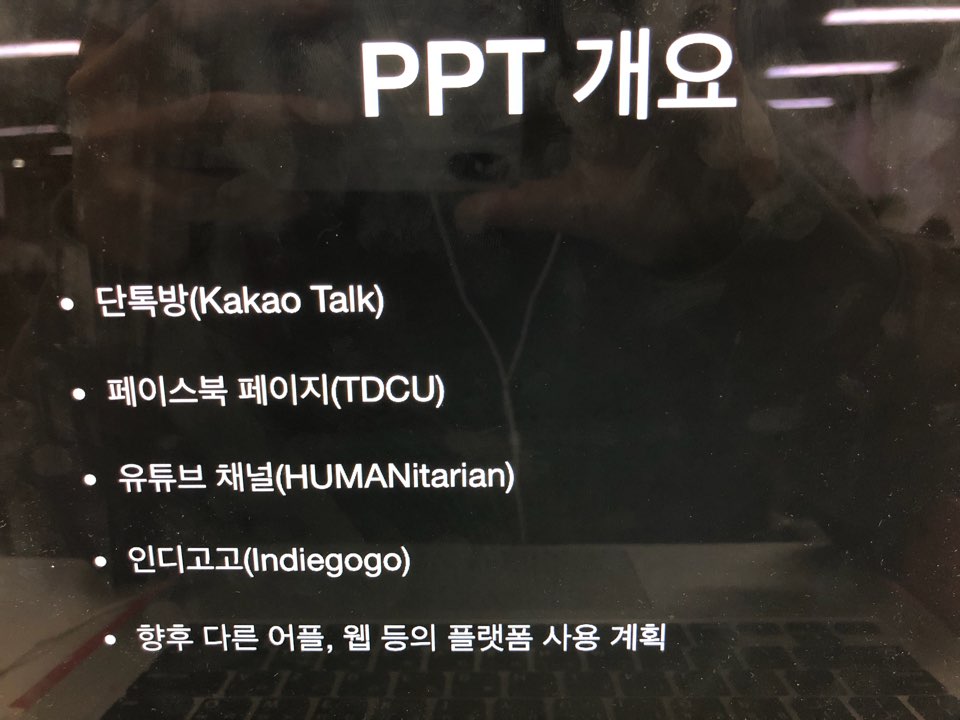 PPT 개요
• 단톡방(Kakao Talk)
• 페이스북 페이지(TDCU)
• 유튜브 채널(HUMANitarian)
• 인디고고(Indiegogo)
• 향후 다른 어플, 웹 등의 플랫폼 사용 계획